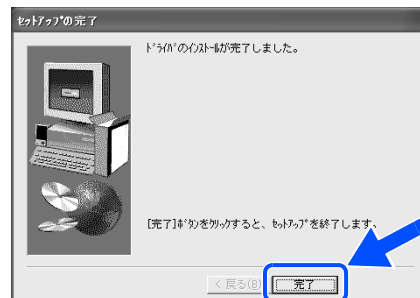 ｾｯﾄｱｯﾌﾟの完了
ﾄﾞﾗｲﾊﾞのｲﾝｽﾄｰﾙが完了しました。
[完了]ﾎﾞﾀﾝをｸﾘｯｸすると、ｾｯﾄｱｯﾌﾟを終了します。
< 戻る(B)
完了